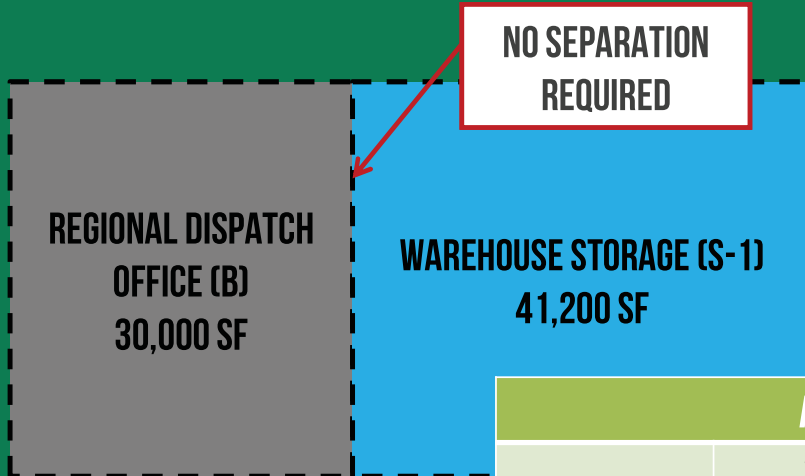 NO SEPARATION
REQUIRED
REGIONAL DISPATCH
OFFICE (B)
30,000 SF
WAREHOUSE STORAGE (S-1)
41,200 SF